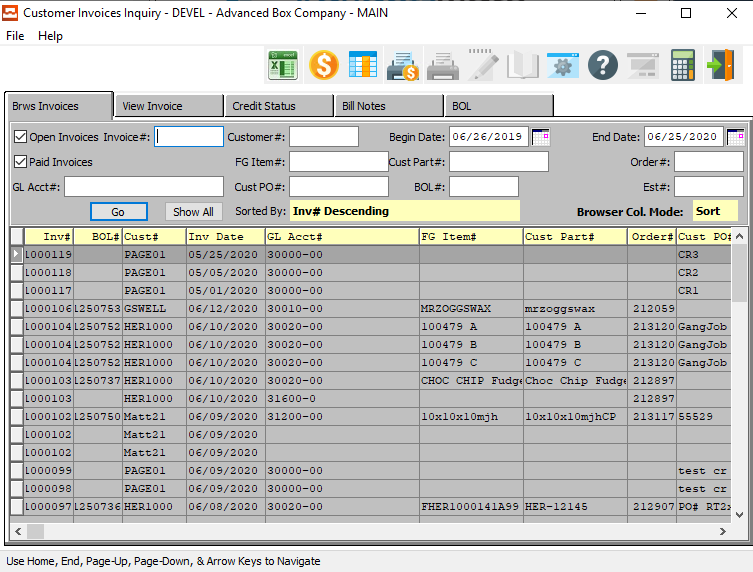 Customer Invoices Inquiry - DEVEL - Advanced Box Company - MAIN
File Help
Brws Invoices View Invoice Credit Status Bill Notes BOL
Open Invoices Invoice#: Customer#: Begin Date: 06/26/2019 End Date: 06/25/2020
Paid Invoices FG Item#: Cust Part#: Order#:
GL Acct#: Cust PO#: BOL#: Est#:
Go Show All Sorted By: Inv# Descending Browser Col. Mode: Sort
Inv# BOL# Cust# Inv Date GL Acct# FG Item# Cust Part# Order# Cust PO#
1000119 PAGE01 05/25/2020 30000-00 CR3
1000118 PAGE01 05/05/2020 30000-00 CR2
1000117 PAGE01 05/01/2020 30000-00 CR1
1000106 1250753 GSWELL 06/12/2020 30010-00 MRZOGGSWAX mrzoggswax 212059
1000104 1250752 HER1000 06/10/2020 30020-00 100479 A 100479 A 213120 GangJob
1000104 1250752 HER1000 06/10/2020 30020-00 100479 B 100479 B 213120 GangJob
1000104 1250752 HER1000 06/10/2020 30020-00 100479 C 100479 C 213120 GangJob
1000103 1250737 HER1000 06/10/2020 30020-00 CHOC CHIP Fudge Choc Chip Fudge 212897
1000103 HER1000 06/10/2020 31600-0 212897
1000102 1250750 Matt21 06/09/2020 31200-00 10x10x10mjh 10x10x10mjhCP 213117 55529
1000102 Matt21 06/09/2020
1000102 Matt21 06/09/2020
1000099 PAGE01 06/09/2020 30000-00 test cr
1000098 PAGE01 06/09/2020 30000-00 test cr
1000097 1250736 HER1000 06/08/2020 30020-00 FHER1000141A99 HER-12145 212907 PO# RT2x
Use Home, End, Page-Up, Page-Down, & Arrow Keys to Navigate